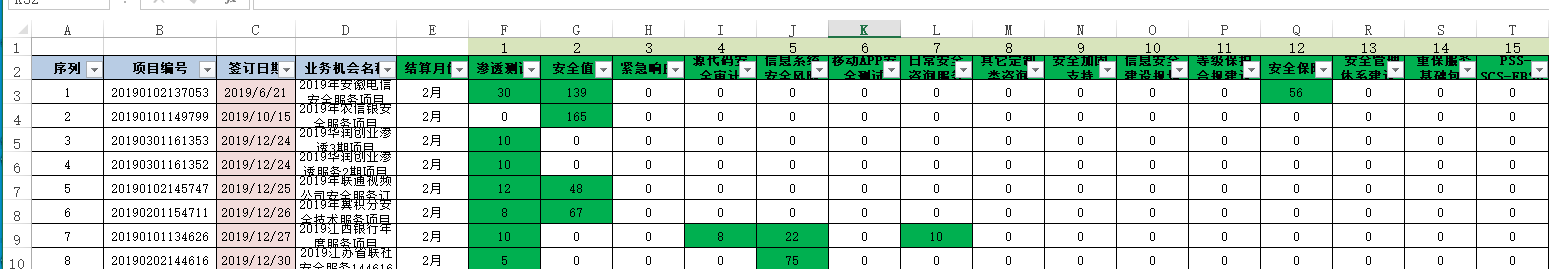 A B C D E F G H I J K L M N O P Q R S T
1 1 2 3 4 5 6 7 8 9 10 11 12 13 14 15
2 序列 项目编号 签订日期 业务机会名称 结算月份 渗透测试 安全值 紧急响应 源代码安全审计 信息系统安全风 移动APP安全测试 日常安全咨询服 其它定制类咨询 安全加固支持 信息安全建设规 等级保护合规建 安全保 安全管理体系建 重保服务基础包 PSS-SCS-ERS
3 1 20190102137053 2019/6/21 2019年安徽电信安全服务项目 2月 30 139 0 0 0 0 0 0 0 0 0 56 0 0 0
4 2 20190101149799 2019/10/15 2019年农信银安全服务项目 2月 0 165 0 0 0 0 0 0 0 0 0 0 0 0 0
5 3 20190301161353 2019/12/24 2019华润创业渗透3期项目 2月 10 0 0 0 0 0 0 0 0 0 0 0 0 0 0
6 4 20190301161352 2019/12/24 2019华润创业渗透服务2期项目 2月 10 0 0 0 0 0 0 0 0 0 0 0 0 0 0
7 5 20190102145747 2019/12/25 2019年联通视频公司安全服务订 2月 12 48 0 0 0 0 0 0 0 0 0 0 0 0 0
8 6 20190201154711 2019/12/26 2019年冀积分安全技术服务项目 2月 8 67 0 0 0 0 0 0 0 0 0 0 0 0 0
9 7 20190101134626 2019/12/27 2019江西银行年度服务项目 2月 10 0 0 8 22 0 10 0 0 0 0 0 0 0 0
10 8 20190202144616 2019/12/30 2019江苏省联社安全服务144616 2月 5 0 0 0 75 0 0 0 0 0 0 0 0 0 0